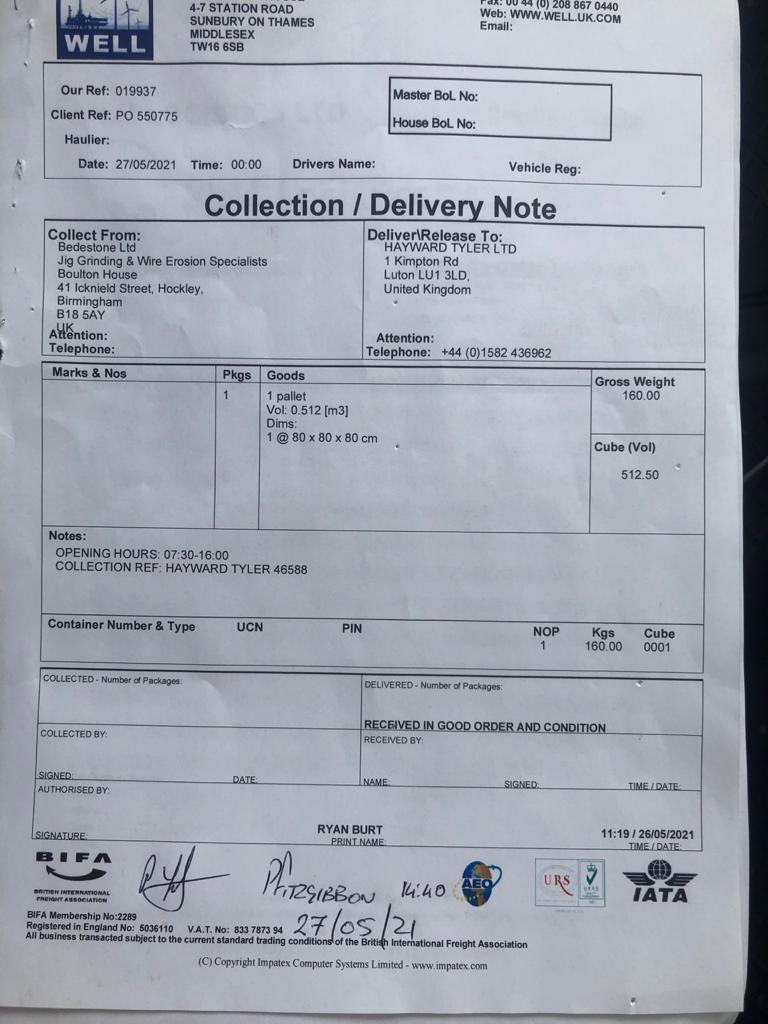 WELL
4-7 STATION ROAD
SUNBURY ON THAMES
MIDDLESEX
TW16 6SB
Fax: 00 44 (0) 208 867 0440
Web: WWW.WELL.UK.COM
Email:
Our Ref: 019937
Client Ref: PO 550775
Haulier:
Date: 27/05/2021 Time: 00:00 Drivers Name: Vehicle Reg:
Master BoL No:
House BoL No:
Collection / Delivery Note
Collect From:
Bedestone Ltd
Jig Grinding & Wire Erosion Specialists
Boulton House
41 Icknield Street, Hockley,
Birmingham
B18 5AY
UK
Attention:
Telephone:
Deliver\Release To:
HAYWARD TYLER LTD
1 Kimpton Rd
Luton LU1 3LD,
United Kingdom
Attention:
Telephone: +44 (0)1582 436962
Marks & Nos Pkgs Goods
1 1 pallet
Vol: 0.512 [m3]
Dims:
1 @ 80 x 80 x 80 cm
Gross Weight
160.00
Cube (Vol)
512.50
Notes:
OPENING HOURS: 07:30-16:00
COLLECTION REF: HAYWARD TYLER 46588
Container Number & Type UCN PIN NOP Kgs Cube
1 160.00 0001
COLLECTED - Number of Packages:
DELIVERED - Number of Packages:
RECEIVED IN GOOD ORDER AND CONDITION
COLLECTED BY:
RECEIVED BY:
SIGNED: DATE:
NAME: SIGNED: TIME / DATE:
AUTHORISED BY:
RYAN BURT 11:19 / 26/05/2021
SIGNATURE: PRINT NAME: TIME / DATE:
BIFA
BRITISH INTERNATIONAL
FREIGHT ASSOCIATION
P FITZGIBBON 14:40
27/05/21
AEO
URS
UKAS
IATA
BIFA Membership No:2289
Registered in England No: 5036110 V.A.T. No: 833 7873 94
All business transacted subject to the current standard trading conditions of the British International Freight Association
(C) Copyright Impatex Computer Systems Limited - www.impatex.com